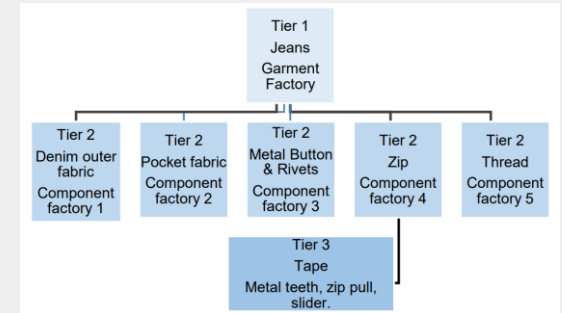 Tier 1
Jeans
Garment
Factory
Tier 2
Denim outer
fabric
Component
factory 1
Tier 2
Pocket fabric
Component
factory 2
Tier 2
Metal Button
& Rivets
Component
factory 3
Tier 2
Zip
Component
factory 4
Tier 2
Thread
Component
factory 5
Tier 3
Tape
Metal teeth, zip pull,
slider.